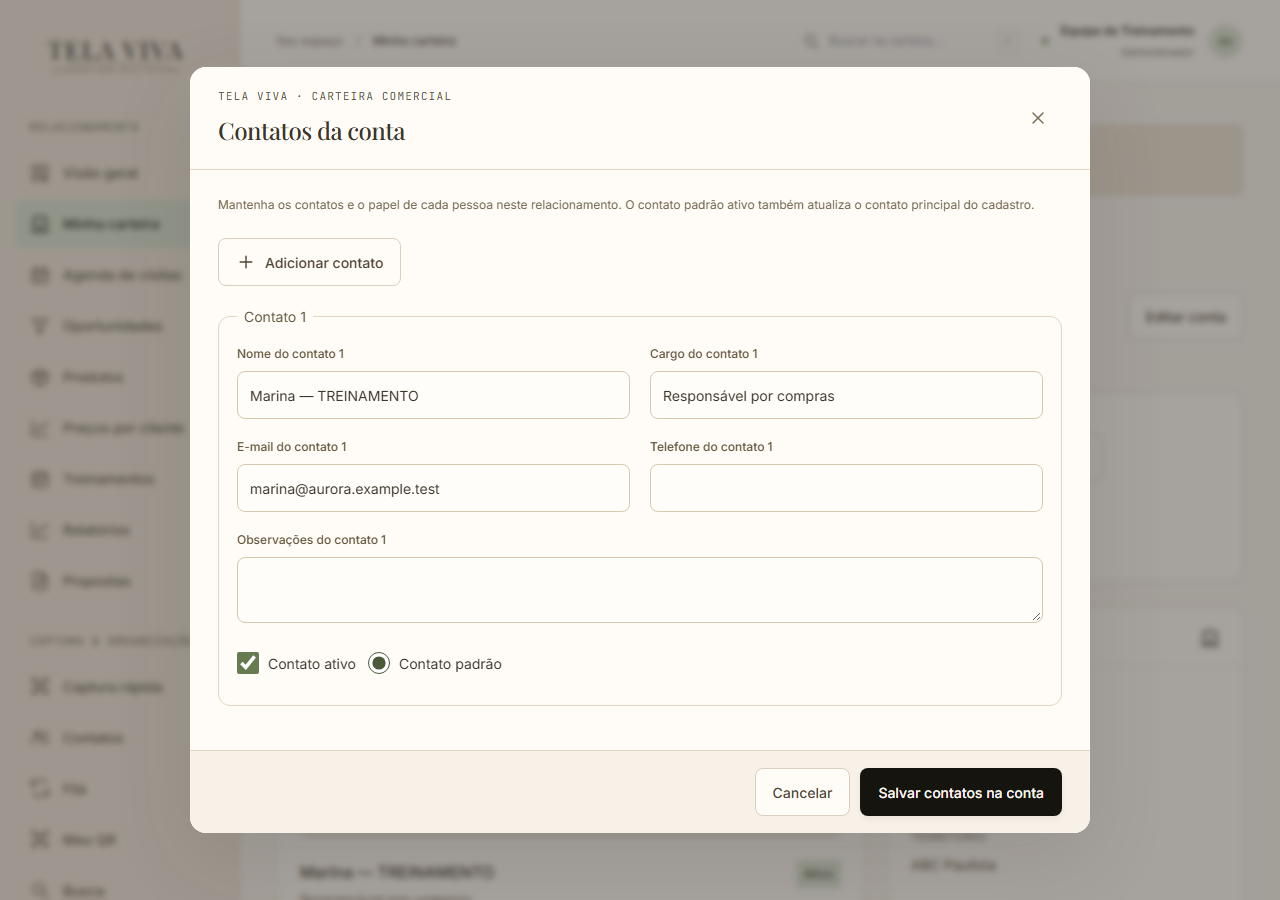 TELA VIVA
Minha carteira
Equipe de Treinamento
TELA VIVA · CARTEIRA COMERCIAL
Contatos da conta
RELACIONAMENTO
Visão geral
Minha carteira
Agenda de visitas
Oportunidades
Produtos
Preços por cliente
Treinamentos
Relatórios
Propostas
Captura rápida
Contatos
Fila
Meu QR
Busca
Mantenha os contatos e o papel de cada pessoa neste relacionamento. O contato padrão ativo também atualiza o contato principal do cadastro.
Adicionar contato
Editar conta
Contato 1
Nome do contato 1
Cargo do contato 1
Marina — TREINAMENTO
Responsável por compras
E-mail do contato 1
Telefone do contato 1
marina@aurora.example.test
Observações do contato 1
Contato ativo
Contato padrão
Cancelar
Salvar contatos na conta
Marina — TREINAMENTO
Ativo
TERRITÓRIO
ABC Paulista